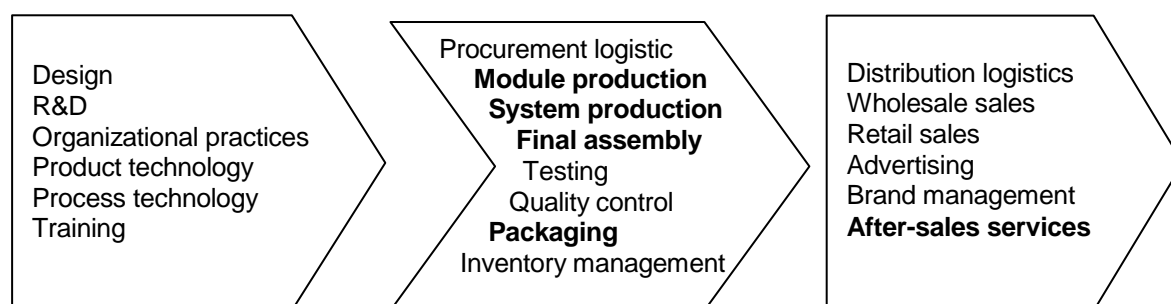 Design
R&D
Organizational practices
Product technology
Process technology
Training
Procurement logistic
Module production
System production
Final assembly
Testing
Quality control
Packaging
Inventory management
Distribution logistics
Wholesale sales
Retail sales
Advertising
Brand management
After-sales services